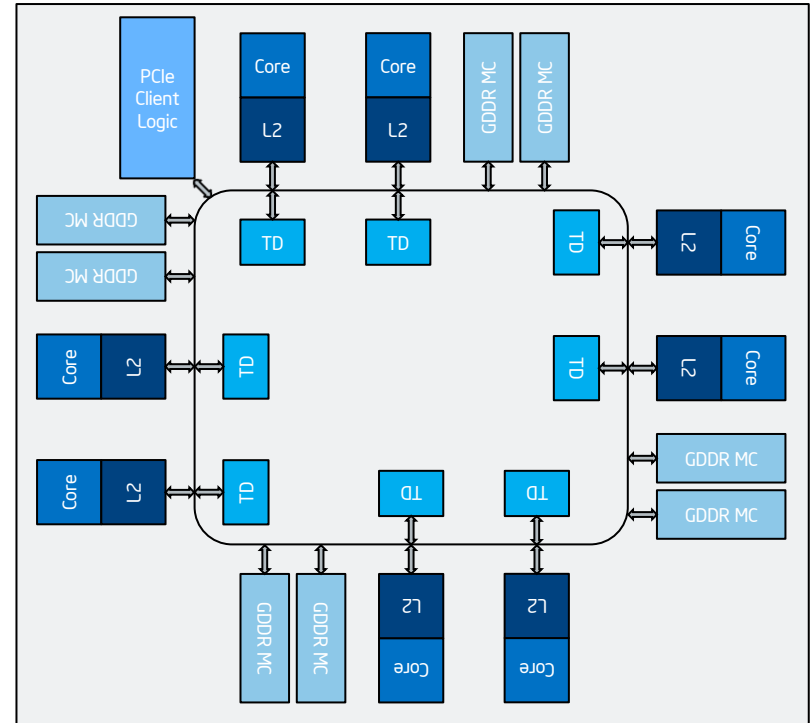 PCIe
Client
Logic
Core
L2
Core
L2
GDDR MC
GDDR MC
TD
TD
TD
L2
Core
GDDR MC
GDDR MC
Core
L2
TD
TD
L2
Core
Core
L2
TD
TD
TD
GDDR MC
GDDR MC
GDDR MC
GDDR MC
L2
Core
L2
Core